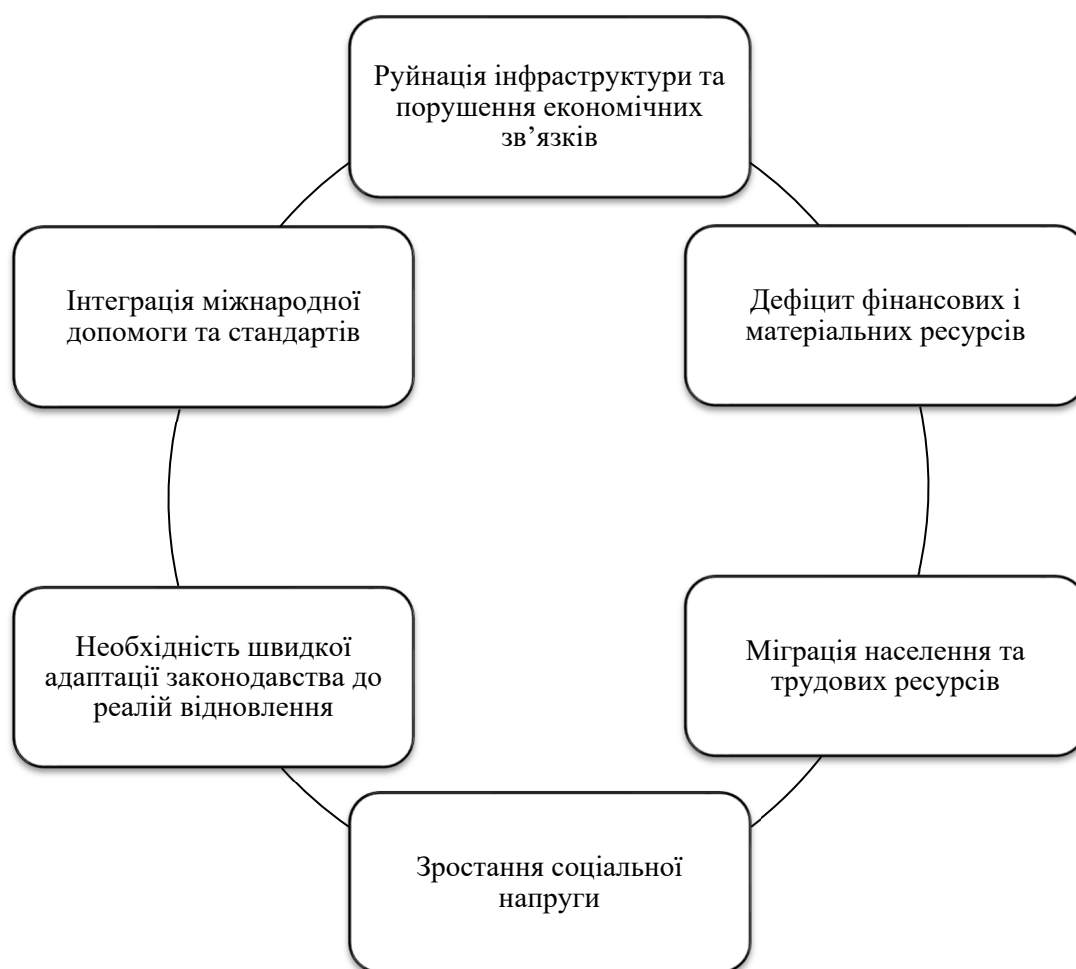 Руйнація інфраструктури та
порушення економічних
зв’язків
Дефіцит фінансових і
матеріальних ресурсів
Міграція населення та
трудових ресурсів
Зростання соціальної
напруги
Необхідність швидкої
адаптації законодавства до
реалій відновлення
Інтеграція міжнародної
допомоги та стандартів